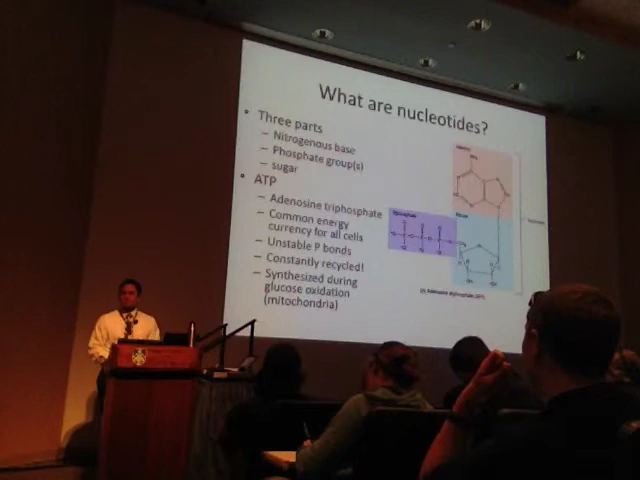 What are nucleotides?
• Three parts
– Nitrogenous base
– Phosphate group(s)
– sugar
• ATP
– Adenosine triphosphate
– Common energy
currency for all cells
– Unstable P bonds
– Constantly recycled!
– Synthesized during
glucose oxidation
(mitochondria)